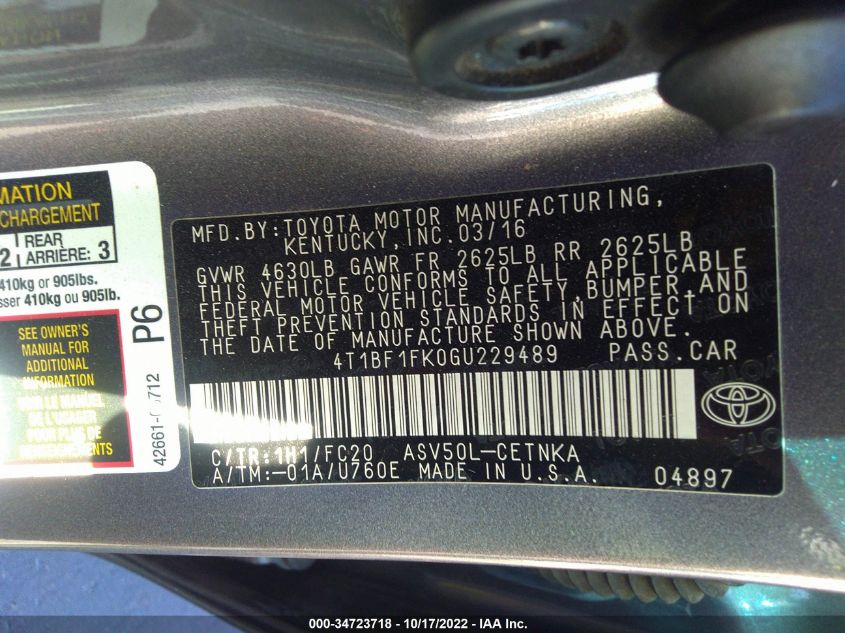 MATION
CHARGEMENT
2 REAR ARRIÈRE: 3
410kg or 905lbs.
sser 410kg ou 905lb.
SEE OWNER'S
MANUAL FOR
P6
MFD.BY:TOYOTA MOTOR MANUFACTURING,
KENTUCKY,INC.03/16
GVWR 4630LB GAWR FR 2625LB RR 2625LB
THIS VEHICLE CONFORMS TO ALL APPLICABLE
FEDERAL MOTOR VEHICLE SAFETY,BUMPER,AND
THEFT PREVENTION STANDARDS IN EFFECT ON
THE DATE OF MANUFACTURE SHOWN ABOVE.
4T1BF1FK0GU229489 PASS.CAR
C/TR:1H1/FC20 ASV50L-CETNKA
A/TM:-01A/U760E MADE IN U.S.A. 04897
000-34723718 - 10/17/2022 - IAA Inc.